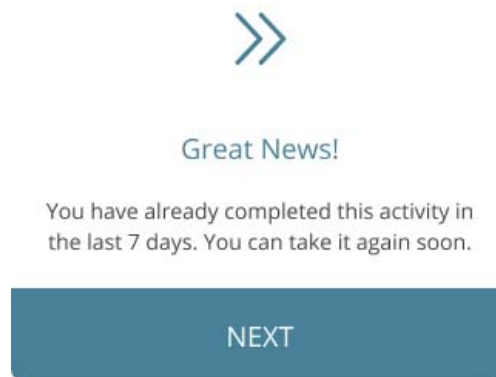 Great News!
You have already completed this activity in
the last 7 days. You can take it again soon.
NEXT